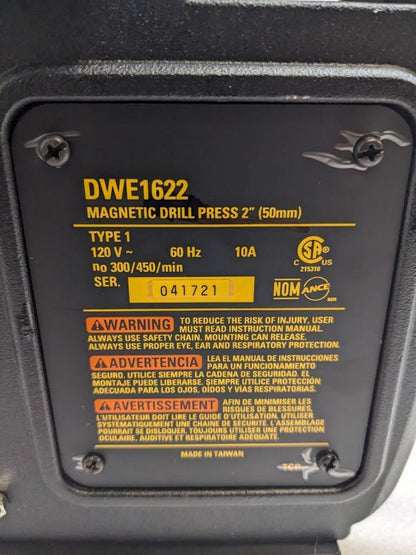 DWE1622
MAGNETIC DRILL PRESS 2" (50mm)
TYPE 1
120 V ~ 60 Hz 10A
no 300/450/min
SER. 041721
C SA US
215310
NOM ANCE
WARNING TO REDUCE THE RISK OF INJURY, USER
MUST READ INSTRUCTION MANUAL.
ALWAYS USE SAFETY CHAIN. MOUNTING CAN RELEASE.
ALWAYS USE PROPER EYE, EAR AND RESPIRATORY PROTECTION.
ADVERTENCIA LEA EL MANUAL DE INSTRUCCIONES
PARA UN FUNCIONAMIENTO
SEGURO. UTILICE SIEMPRE LA CADENA DE SEGURIDAD. EL
MONTAJE PUEDE LIBERARSE. SIEMPRE UTILICE PROTECCIÓN
ADECUADA PARA LOS OJOS, OIDOS Y VÍAS RESPIRATORIAS.
AVERTISSEMENT AFIN DE MINIMISER LES
RISQUES DE BLESSURES,
L'UTILISATEUR DOIT LIRE LE GUIDE D'UTILISATION. UTILISER
SYSTÉMATIQUEMENT UNE CHAÎNE DE SÉCURITÉ. L'ASSEMBLAGE
POURRAIT SE DISLOQUER. TOUJOURS UTILISER UNE PROTECTION
OCULAIRE, AUDITIVE ET RESPIRATOIRE ADÉQUATE.
MADE IN TAIWAN